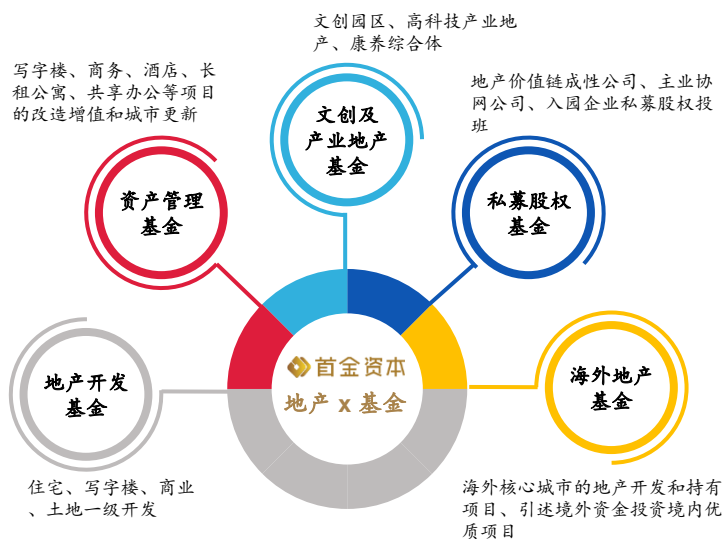 文创园区、高科技产业地
产、康养综合体
写字楼、商务、酒店、长
租公寓、共享办公等项目
的改造增值和城市更新
地产价值链成性公司、主业协
网公司、入园企业私募股权投
班
文创及
产业地产
基金
资产管理
基金
私募股权
基金
首金资本
地产 x 基金
地产开发
基金
海外地产
基金
住宅、写字楼、商业
、土地一级开发
海外核心城市的地产开发和持有
项目、引述境外资金投资境内优
质项目